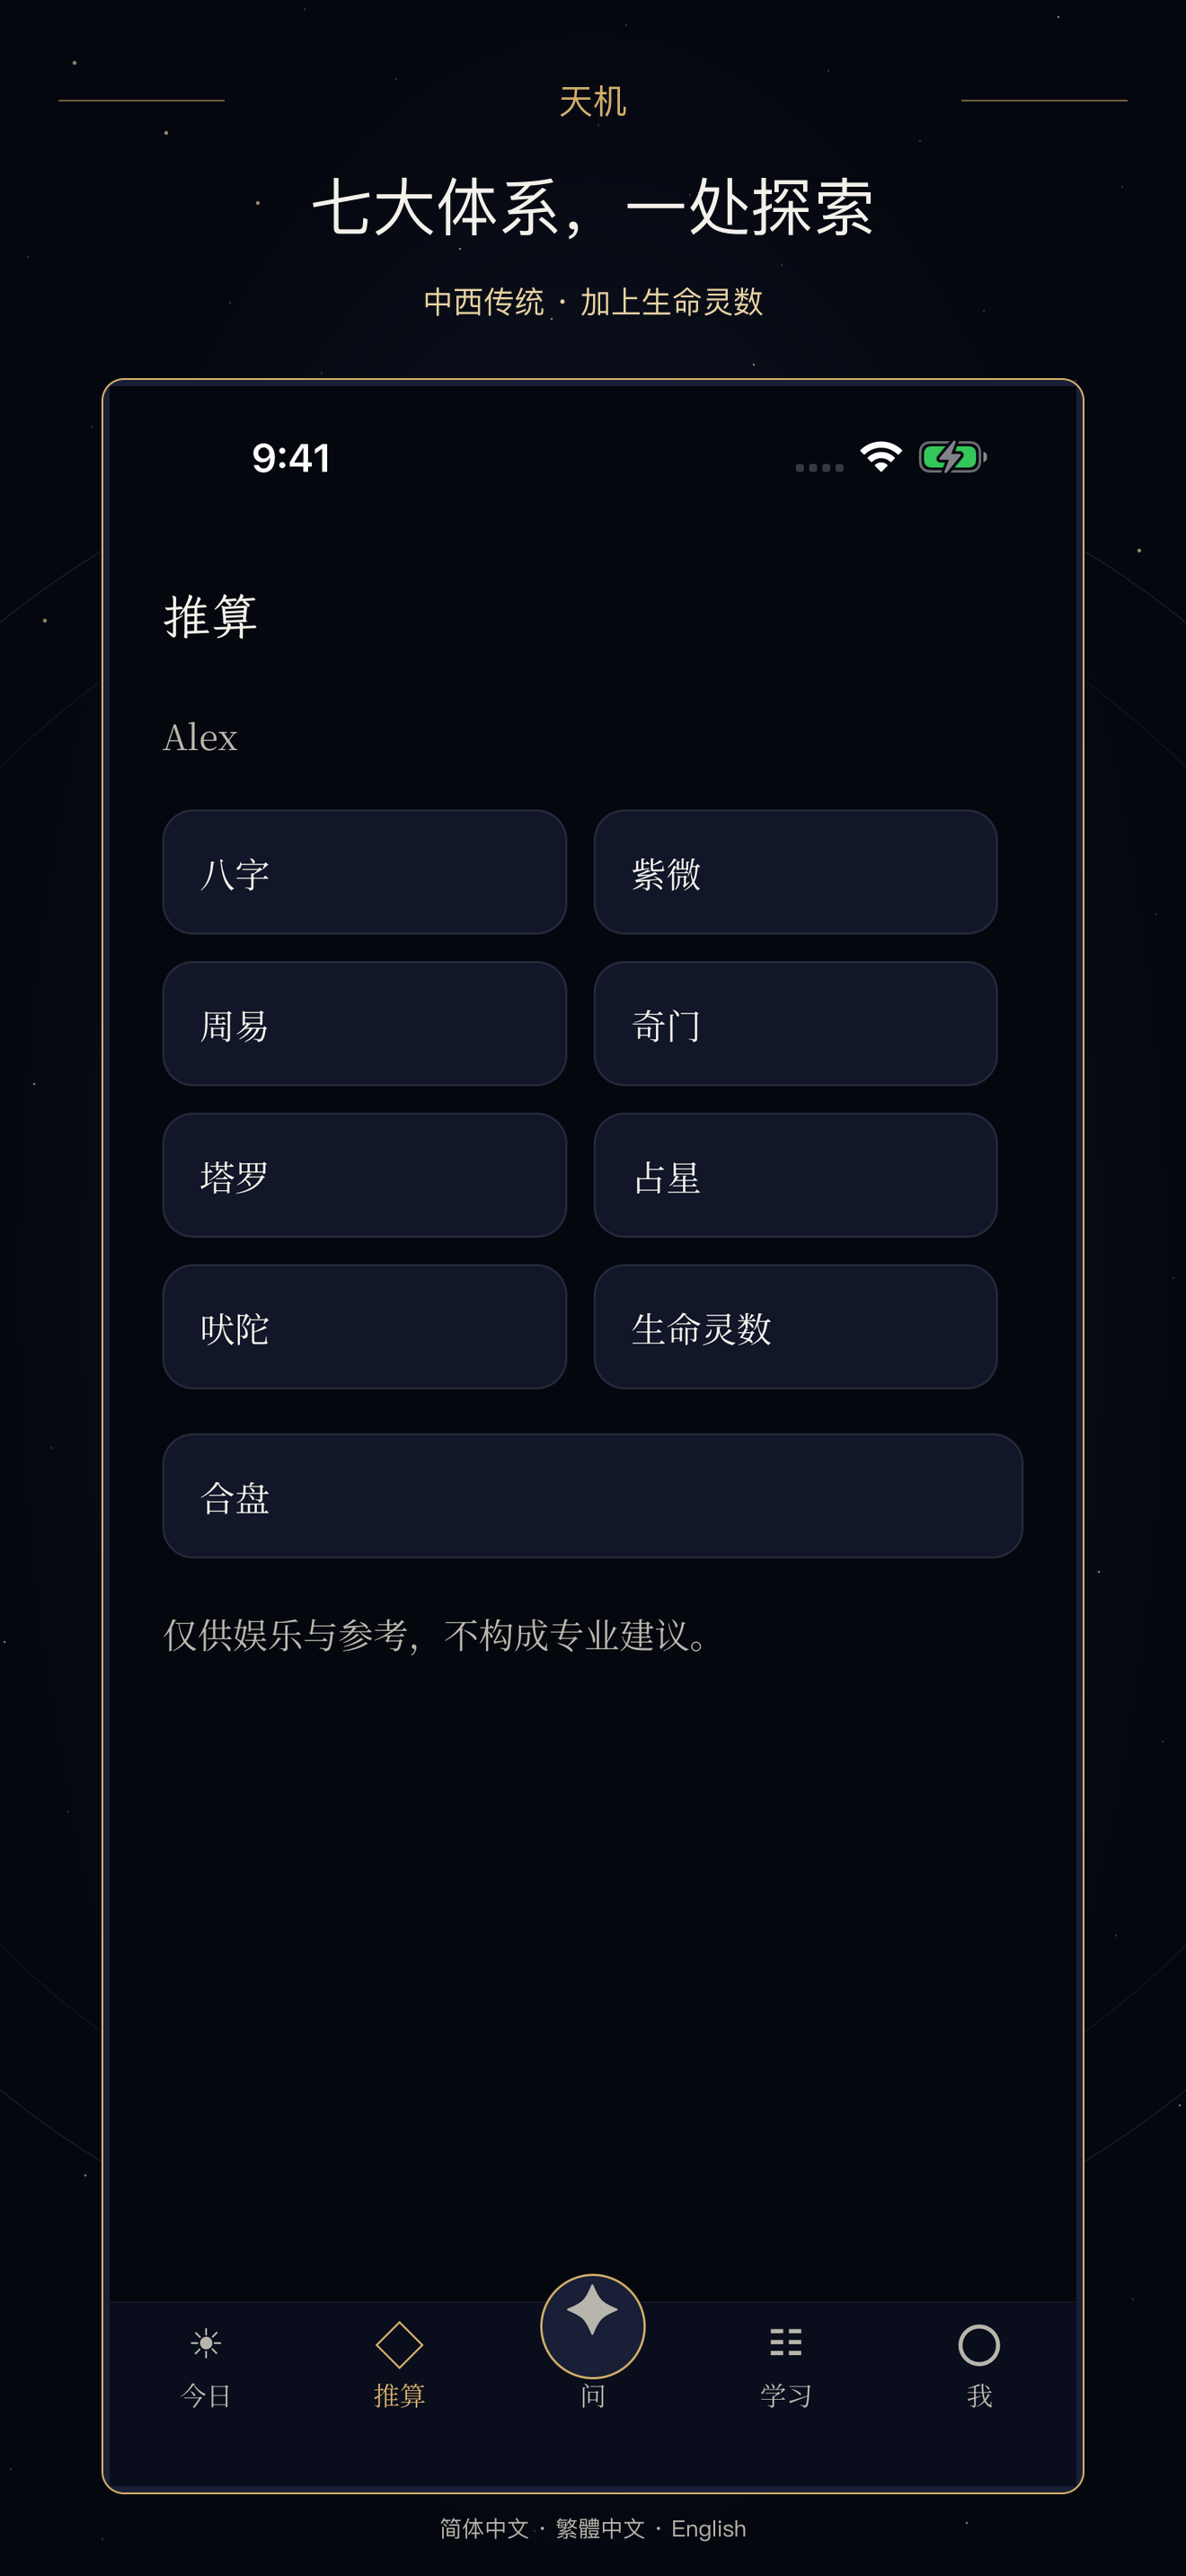 天机
七大体系，一处探索
中西传统 · 加上生命灵数
9:41
推算
Alex
八字
紫微
周易
奇门
塔罗
占星
吠陀
生命灵数
合盘
仅供娱乐与参考，不构成专业建议。
今日
推算
问
学习
我
简体中文 · 繁體中文 · English